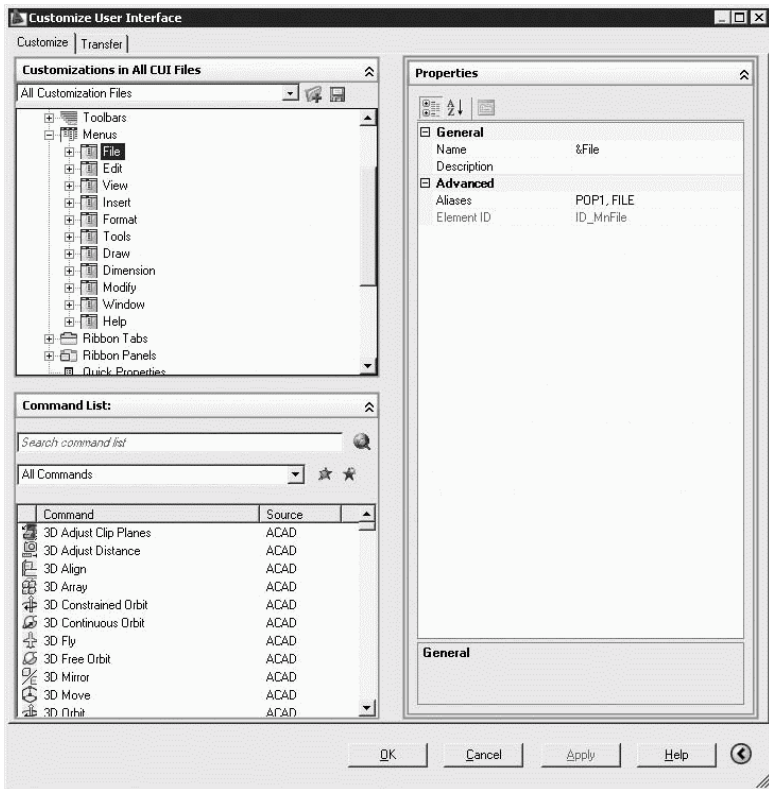 Customize User Interface
Customize Transfer
Customizations in All CUI Files
All Customization Files
Toolbars
Menus
File
Edit
View
Insert
Format
Tools
Draw
Dimension
Modify
Window
Help
Ribbon Tabs
Ribbon Panels
Quick Properties
Command List:
Search command list
All Commands
Command Source
3D Adjust Clip Planes ACAD
3D Adjust Distance ACAD
3D Align ACAD
3D Array ACAD
3D Constrained Orbit ACAD
3D Continuous Orbit ACAD
3D Fly ACAD
3D Free Orbit ACAD
3D Mirror ACAD
3D Move ACAD
3D Orbit ACAD
Properties
General
Name &File
Description
Advanced
Aliases POP1, FILE
Element ID ID_MnFile
General
OK Cancel Apply Help